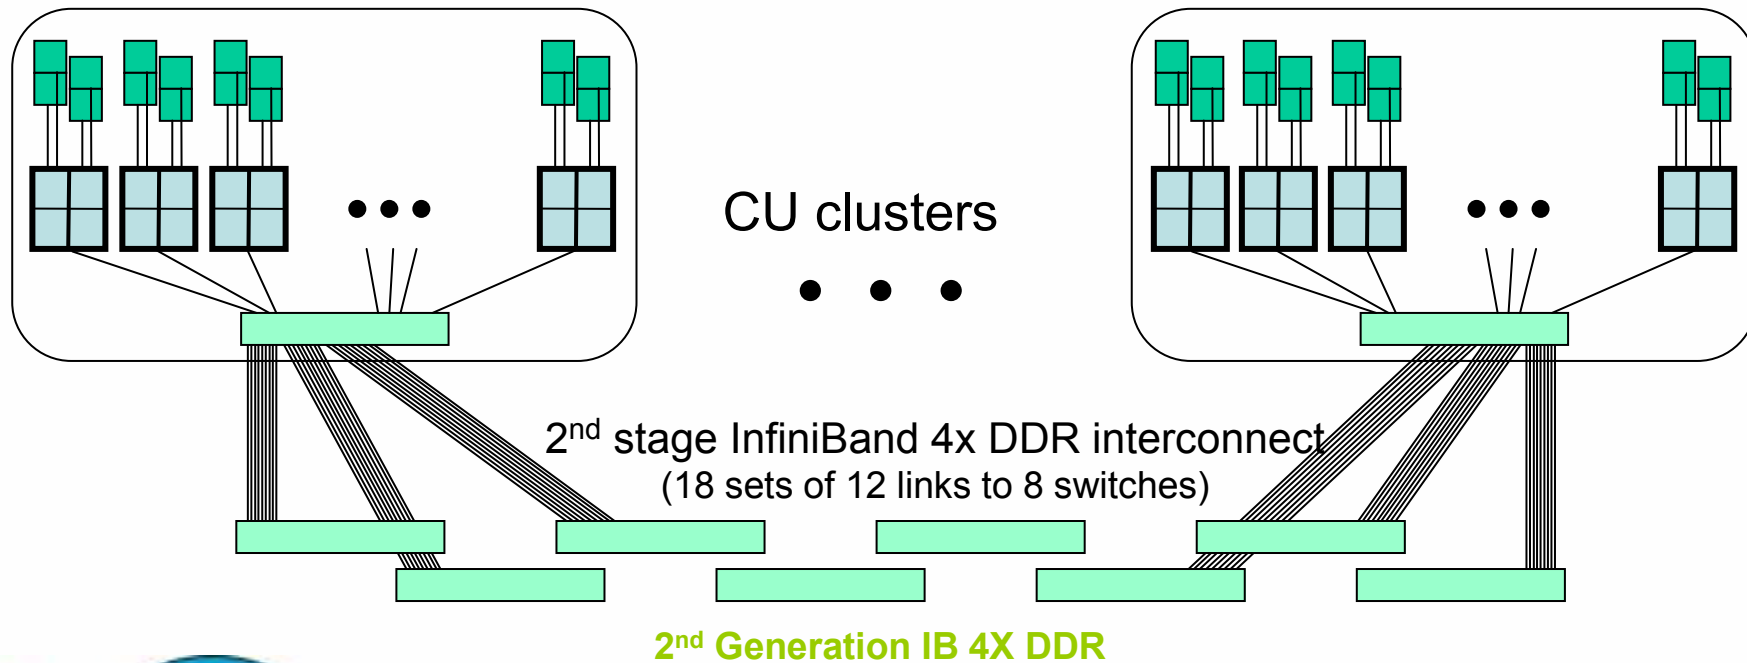 CU clusters
2nd stage InfiniBand 4x DDR interconnect
(18 sets of 12 links to 8 switches)
2nd Generation IB 4X DDR